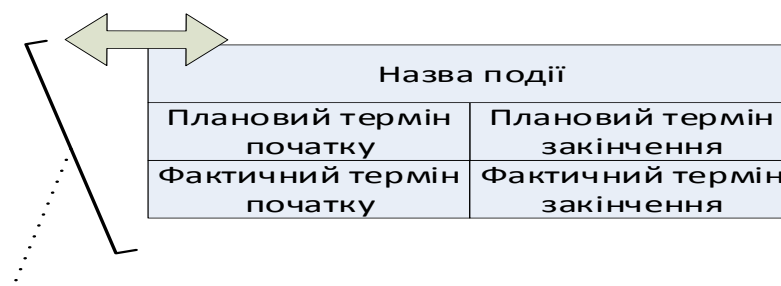 Назва події
Плановий термін Плановий термін
початку закінчення
Фактичний термін Фактичний термін
початку закінчення